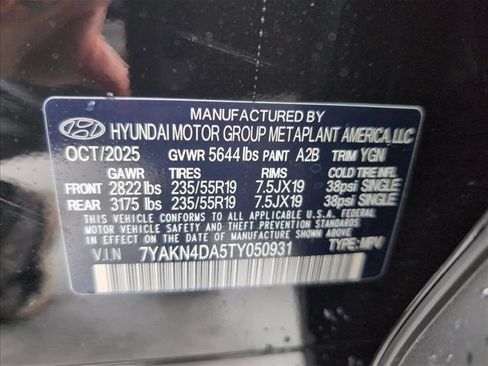 MANUFACTURED BY
HYUNDAI MOTOR GROUP METAPLANT AMERICA, LLC
OCT/2025 GVWR 5644 lbs PAINT A2B TRIM YGN
GAWR TIRES RIMS COLD TIRE INFL
FRONT 2822 lbs 235/55R19 7.5JX19 38psi SINGLE
REAR 3175 lbs 235/55R19 7.5JX19 38psi SINGLE
THIS VEHICLE CONFORMS TO ALL APPLICABLE U.S.A. FEDERAL
MOTOR VEHICLE SAFETY AND THEFT PREVENTION STANDARDS
IN EFFECT ON THE DATE OF MANUFACTURE SHOWN ABOVE.
V.I.N 7YAKN4DA5TY050931 TYPE: MPV